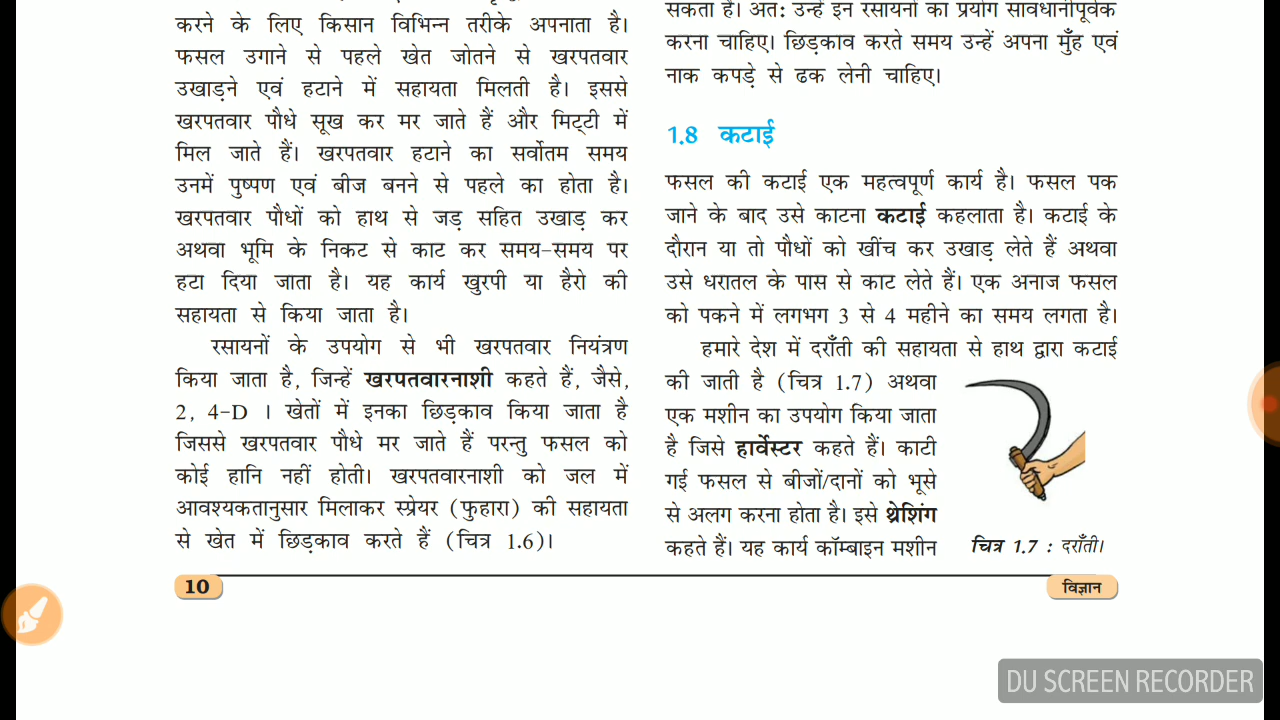 करने के लिए किसान विभिन्न तरीके अपनाता है।
फसल उगाने से पहले खेत जोतने से खरपतवार
उखाड़ने एवं हटाने में सहायता मिलती है। इससे
खरपतवार पौधे सूख कर मर जाते हैं और मिट्टी में
मिल जाते हैं। खरपतवार हटाने का सर्वोतम समय
उनमें पुष्पण एवं बीज बनने से पहले का होता है।
खरपतवार पौधों को हाथ से जड़ सहित उखाड़ कर
अथवा भूमि के निकट से काट कर समय-समय पर
हटा दिया जाता है। यह कार्य खुरपी या हैरो की
सहायता से किया जाता है।
रसायनों के उपयोग से भी खरपतवार नियंत्रण
किया जाता है, जिन्हें खरपतवारनाशी कहते हैं, जैसे,
2, 4-D । खेतों में इनका छिड़काव किया जाता है
जिससे खरपतवार पौधे मर जाते हैं परन्तु फसल को
कोई हानि नहीं होती। खरपतवारनाशी को जल में
आवश्यकतानुसार मिलाकर स्प्रेयर (फुहारा) की सहायता
से खेत में छिड़काव करते हैं (चित्र 1.6)।
सकता है। अतः उन्हें इन रसायनों का प्रयोग सावधानीपूर्वक
करना चाहिए। छिड़काव करते समय उन्हें अपना मुँह एवं
नाक कपड़े से ढक लेनी चाहिए।
1.8 कटाई
फसल की कटाई एक महत्वपूर्ण कार्य है। फसल पक
जाने के बाद उसे काटना कटाई कहलाता है। कटाई के
दौरान या तो पौधों को खींच कर उखाड़ लेते हैं अथवा
उसे धरातल के पास से काट लेते हैं। एक अनाज फसल
को पकने में लगभग 3 से 4 महीने का समय लगता है।
हमारे देश में दराँती की सहायता से हाथ द्वारा कटाई
की जाती है (चित्र 1.7) अथवा
एक मशीन का उपयोग किया जाता
है जिसे हार्वेस्टर कहते हैं। काटी
गई फसल से बीजों/दानों को भूसे
से अलग करना होता है। इसे थ्रेशिंग
कहते हैं। यह कार्य कॉम्बाइन मशीन
चित्र 1.7 : दराँती।
10
विज्ञान
DU SCREEN RECORDER